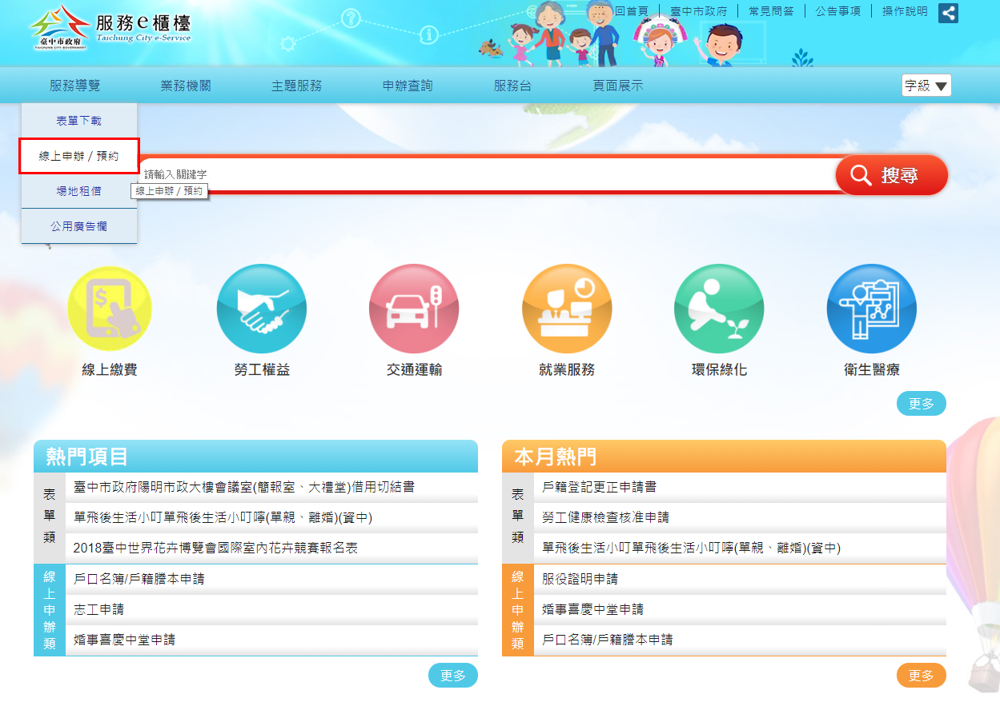 臺中市政府
TAICHUNG CITY GOVERNMENT
服務e櫃檯
Taichung City e-Service
回首頁
臺中市政府
常見問答
公告事項
操作說明
服務導覽
業務機關
主題服務
申辦查詢
服務台
頁面展示
字級▼
表單下載
線上申辦 / 預約
場地租借
公用廣告欄
請輸入關鍵字
線上申辦 / 預約
搜尋
線上繳費
勞工權益
交通運輸
就業服務
環保綠化
衛生醫療
更多
熱門項目
表單類
臺中市政府陽明市政大樓會議室(簡報室、大禮堂)借用切結書
單飛後生活小叮單飛後生活小叮嚀(單親、離婚)(資中)
2018臺中世界花卉博覽會國際室內花卉競賽報名表
線上申辦類
戶口名簿/戶籍謄本申請
志工申請
婚事喜慶中堂申請
更多
本月熱門
表單類
戶籍登記更正申請書
勞工健康檢查核准申請
單飛後生活小叮單飛後生活小叮嚀(單親、離婚)(資中)
線上申辦類
服役證明申請
婚事喜慶中堂申請
戶口名簿/戶籍謄本申請
更多